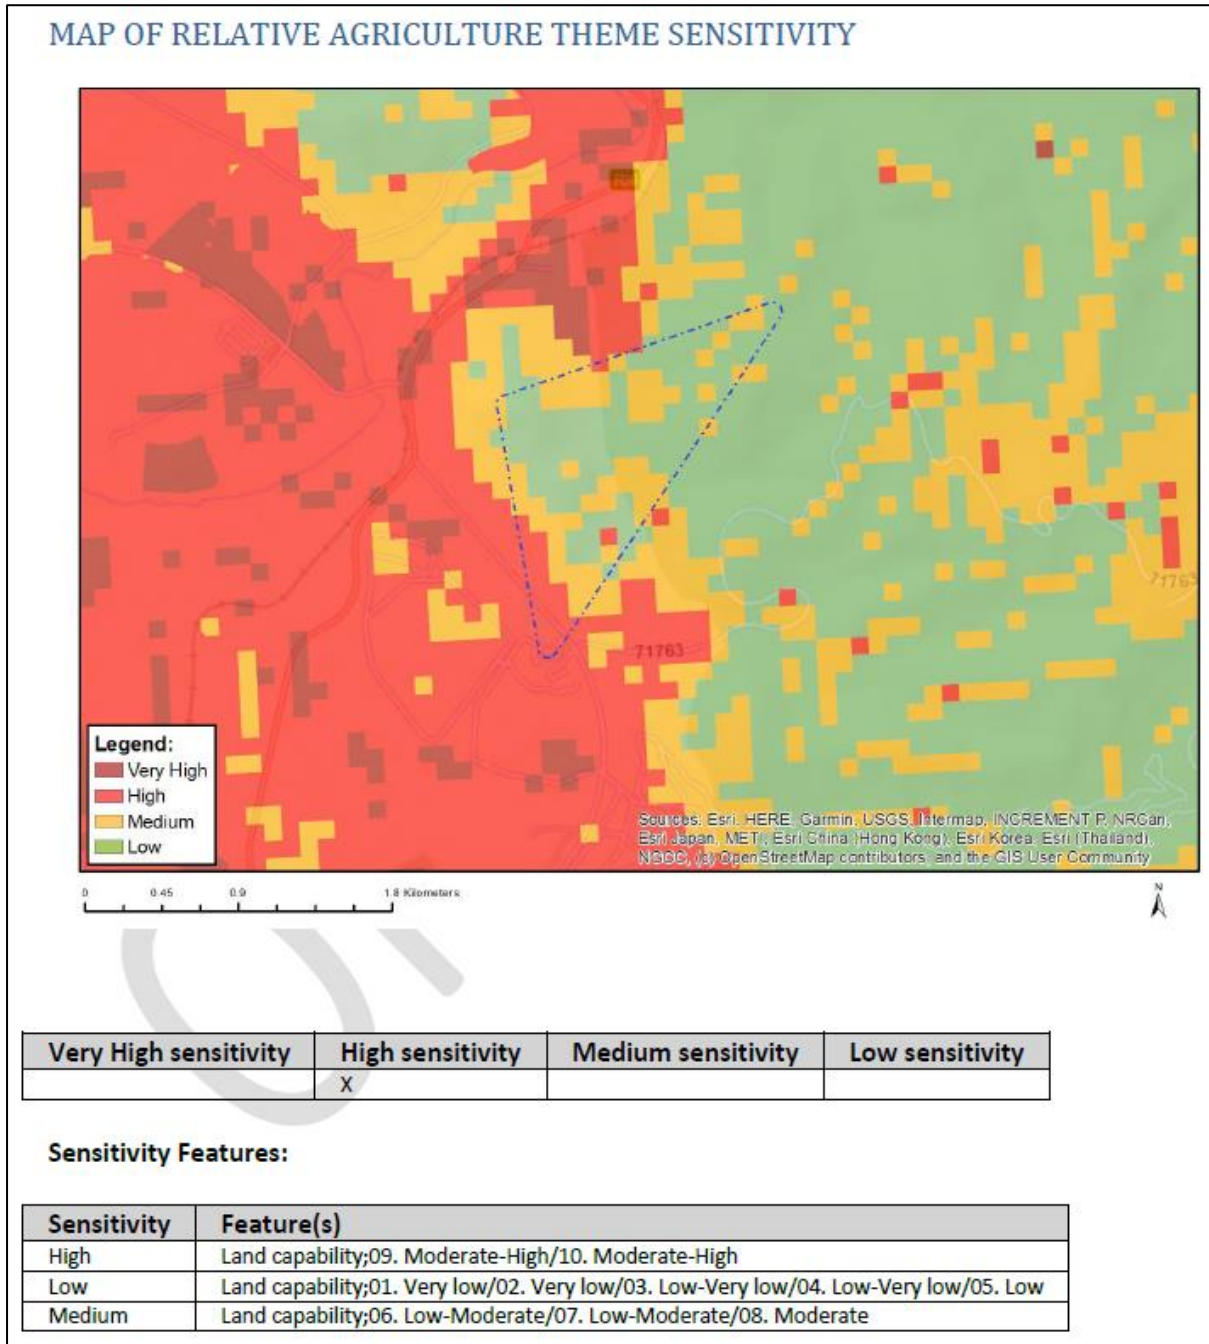 MAP OF RELATIVE AGRICULTURE THEME SENSITIVITY
71763
71763
Legend:
Very High
High
Medium
Low
Sources: Esri, HERE, Garmin, USGS, Intermap, INCREMENT P, NRCan,
Esri Japan, METI, Esri China (Hong Kong), Esri Korea, Esri (Thailand),
NGCC, (c) OpenStreetMap contributors, and the GIS User Community
0 0.45 0.9 1.8 Kilometers
N
Very High sensitivity High sensitivity Medium sensitivity Low sensitivity
X
Sensitivity Features:
Sensitivity Feature(s)
High Land capability;09. Moderate-High/10. Moderate-High
Low Land capability;01. Very low/02. Very low/03. Low-Very low/04. Low-Very low/05. Low
Medium Land capability;06. Low-Moderate/07. Low-Moderate/08. Moderate